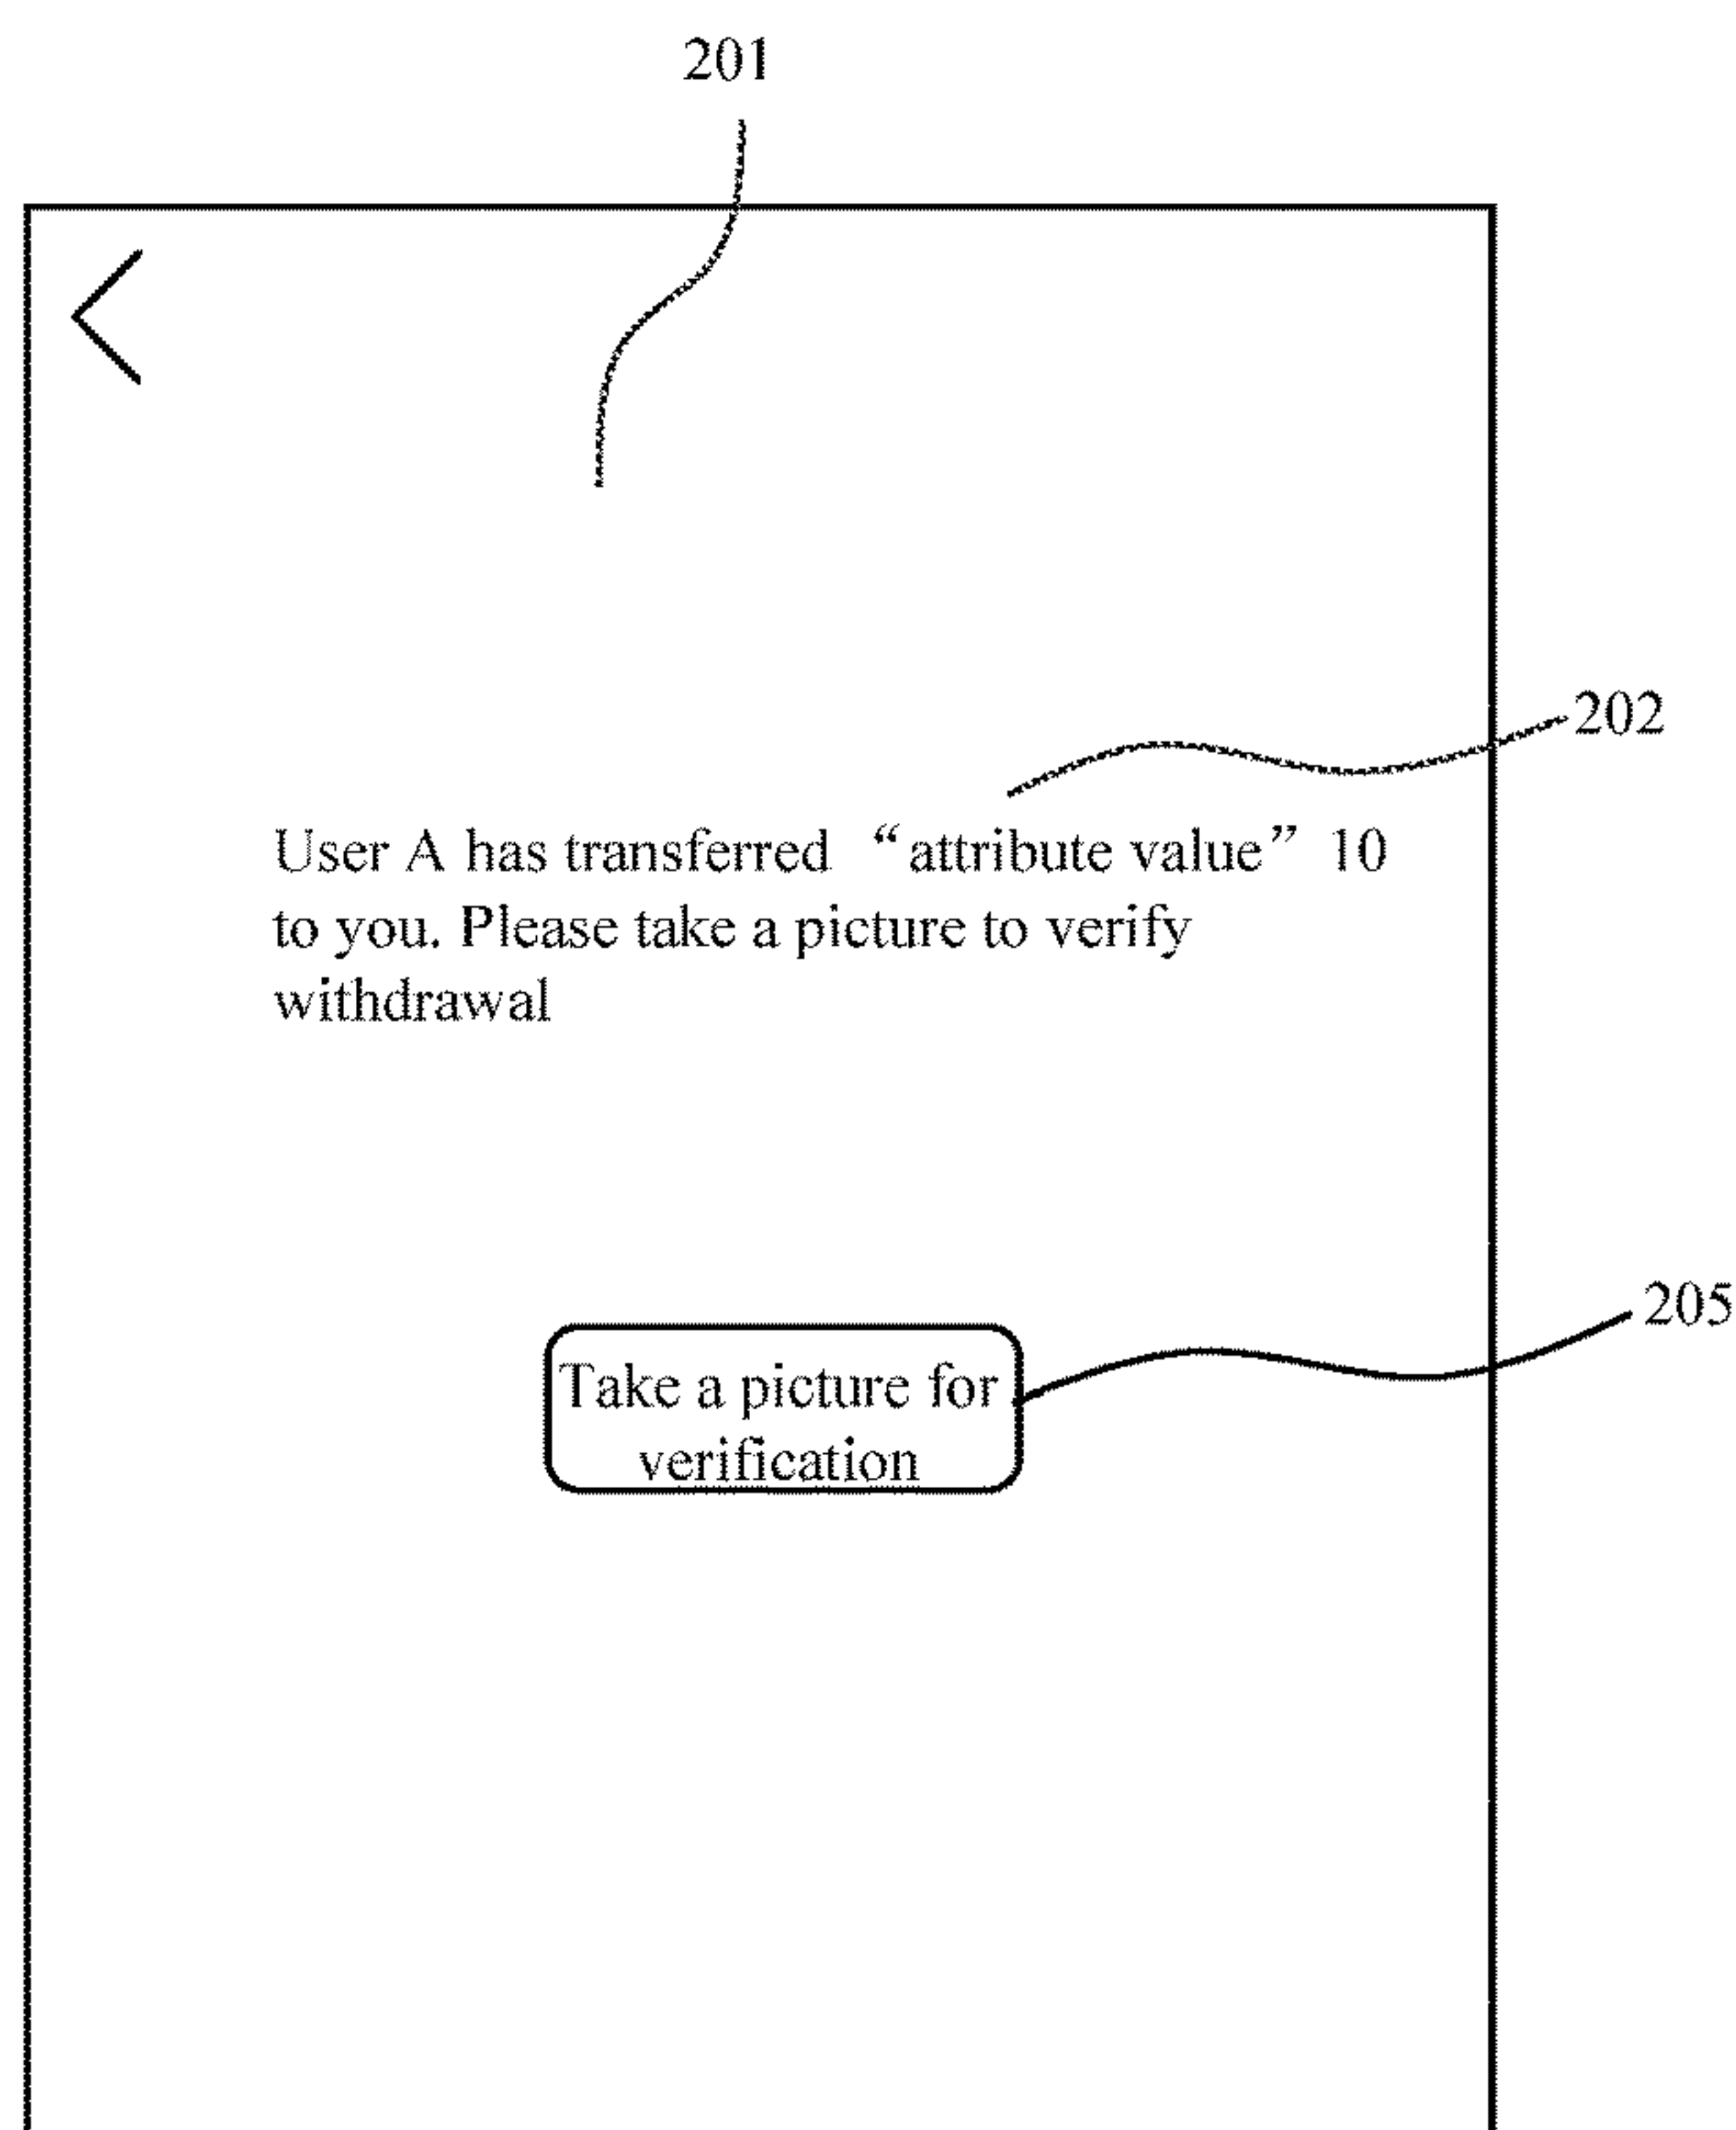 201
202
User A has transferred “attribute value” 10
to you. Please take a picture to verify
withdrawal
205
Take a picture for
verification